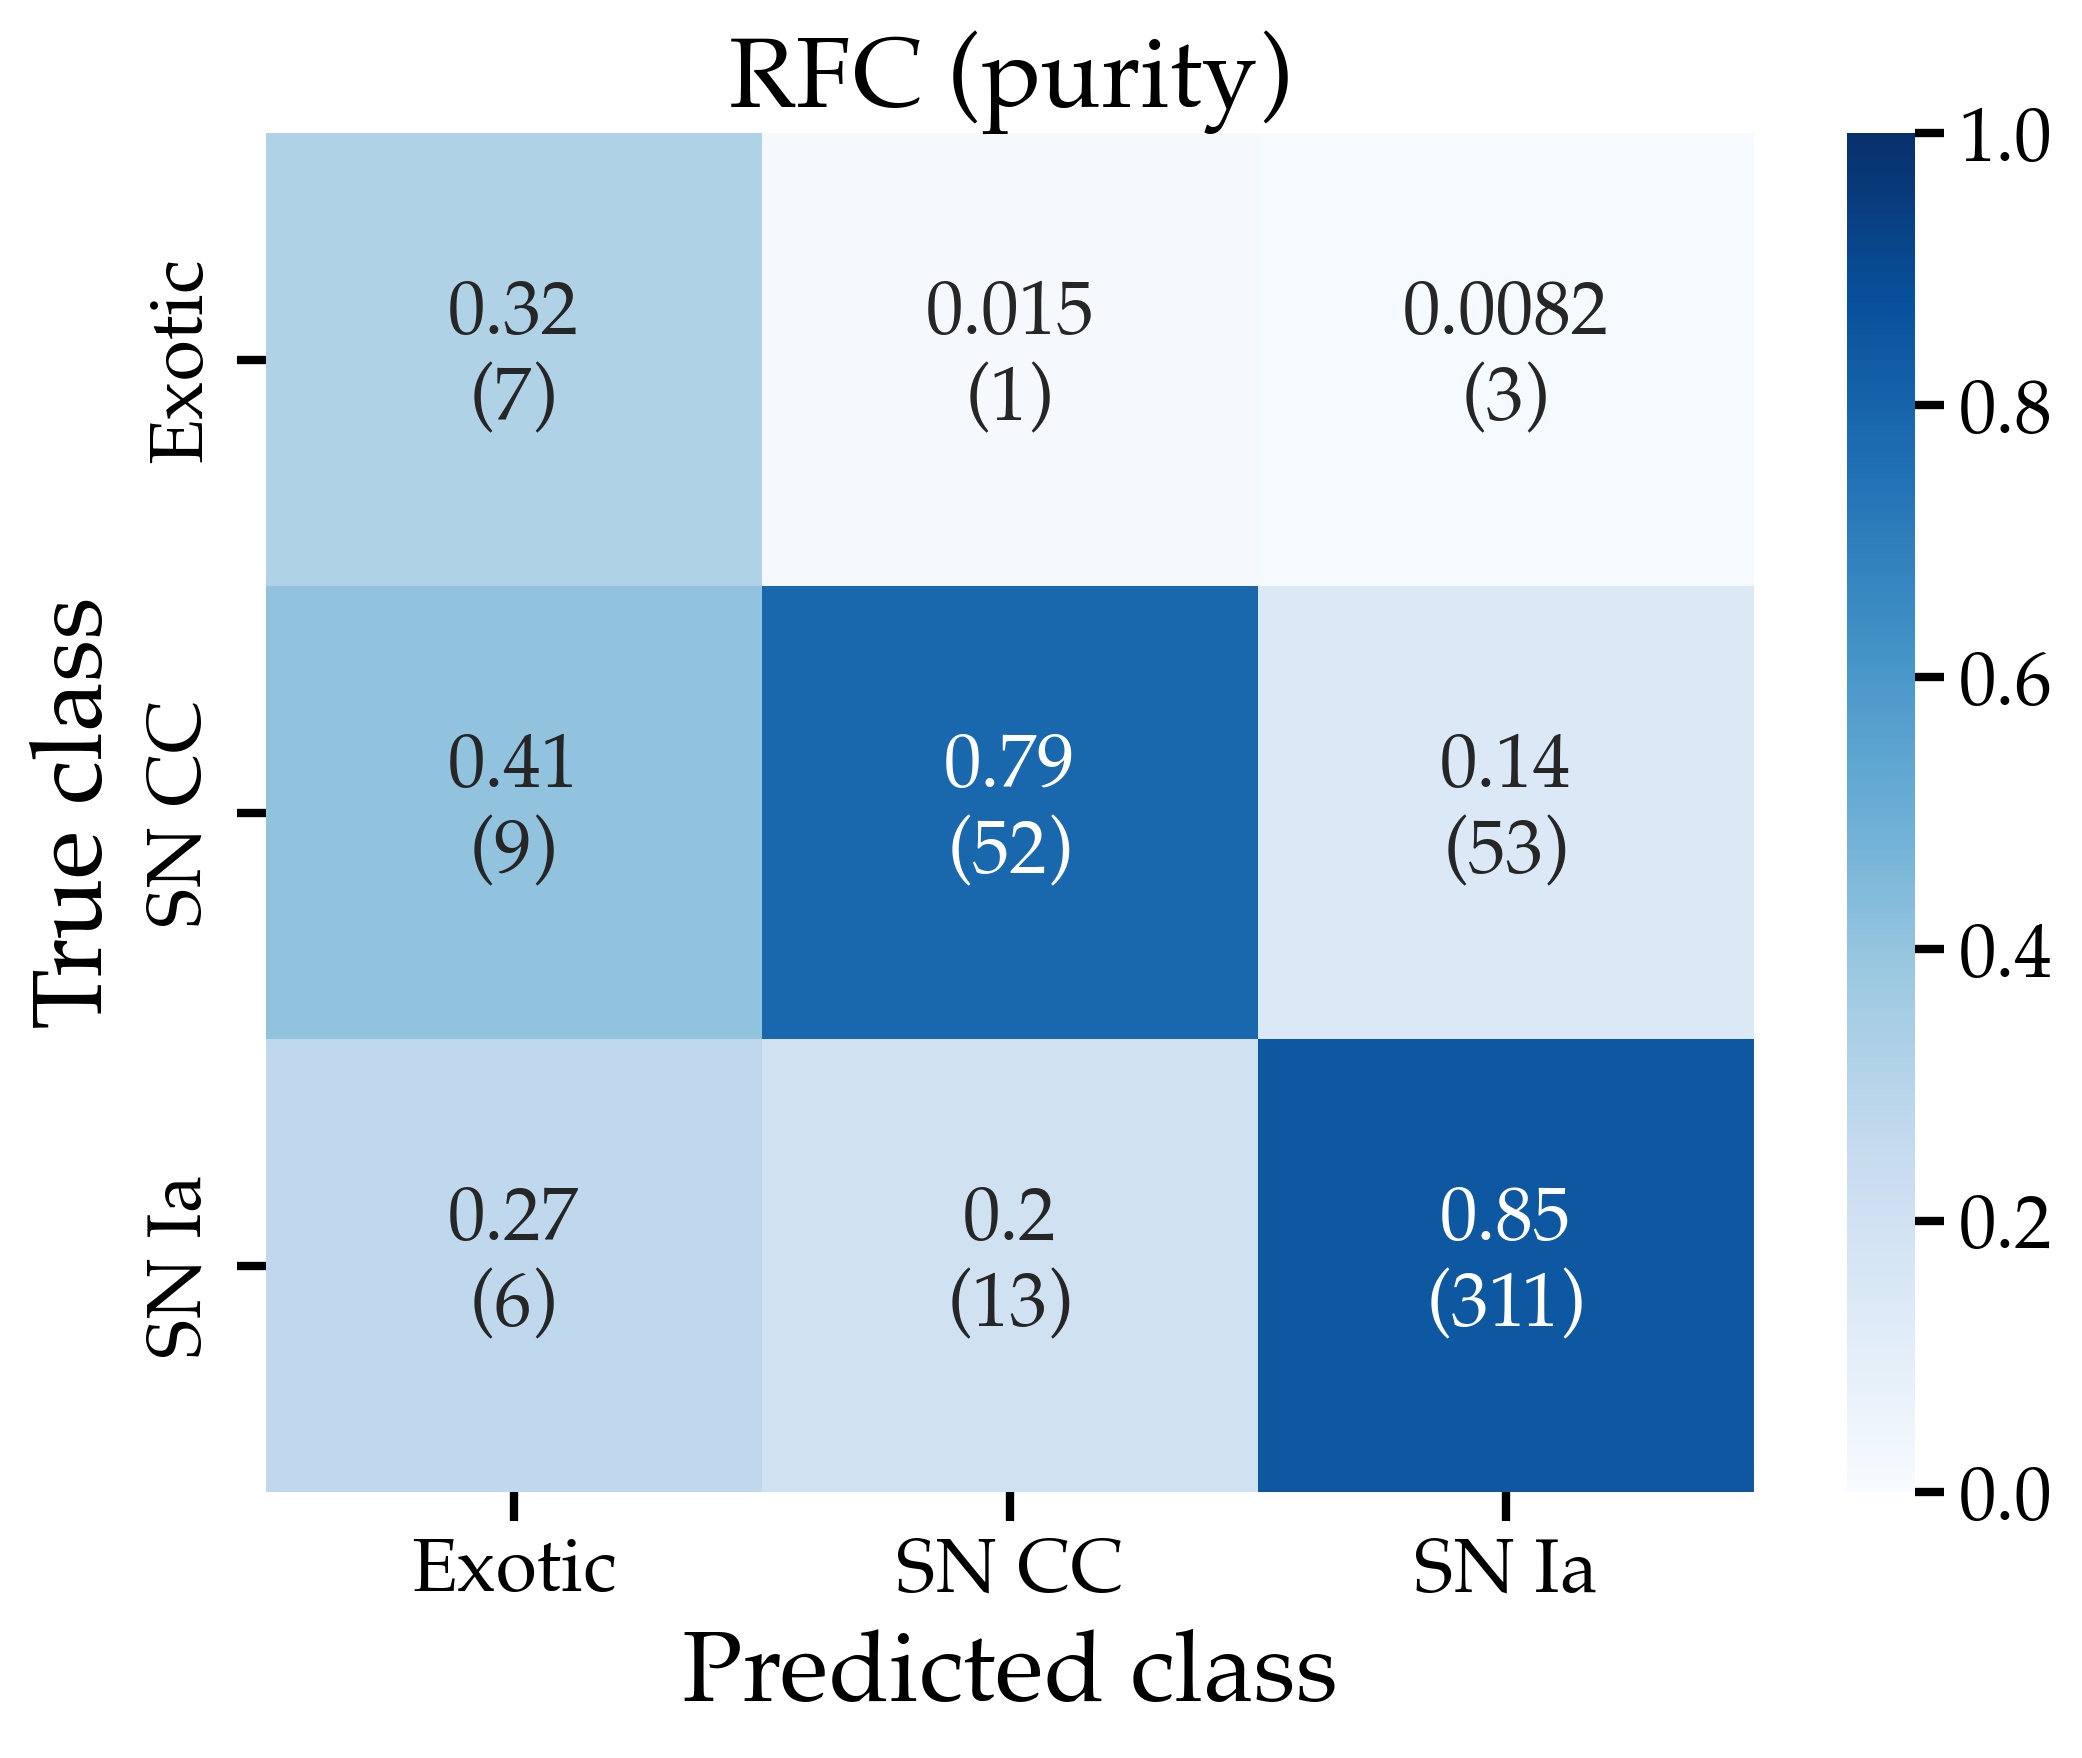 RFC (purity)
True class
Exotic
0.32
(7)
0.015
(1)
0.0082
(3)
SN CC
0.41
(9)
0.79
(52)
0.14
(53)
SN Ia
0.27
(6)
0.2
(13)
0.85
(311)
Exotic
SN CC
SN Ia
Predicted class
1.0
0.8
0.6
0.4
0.2
0.0